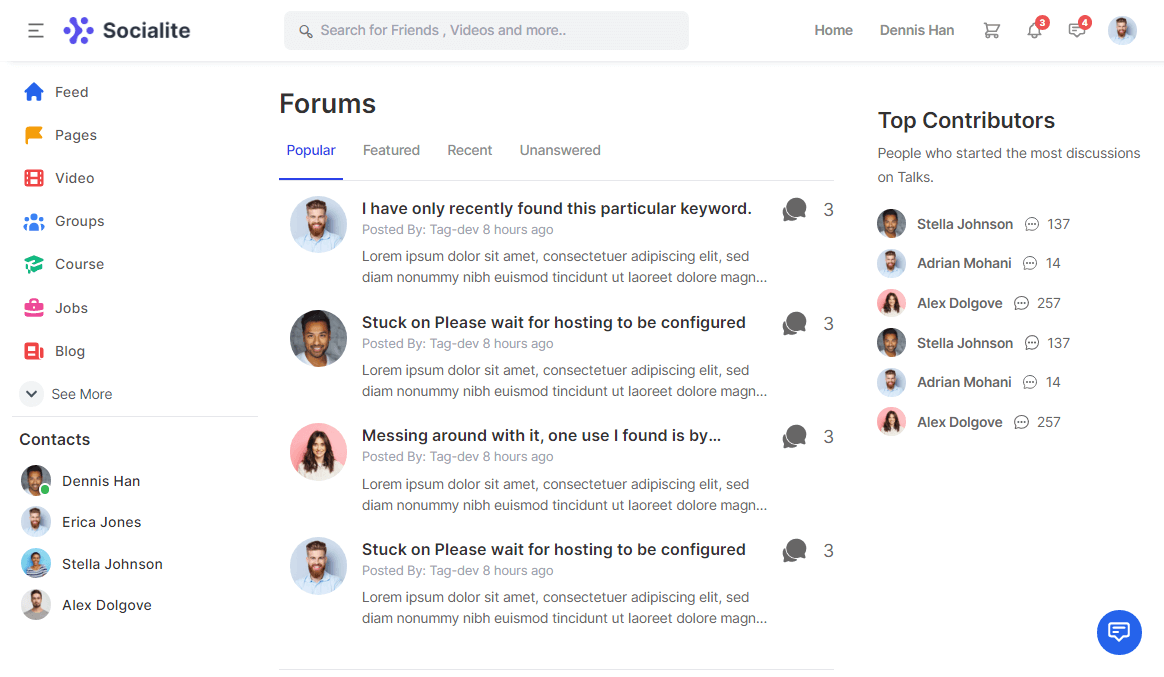 Socialite
Search for Friends , Videos and more..
Home
Dennis Han
3
4
Feed
Pages
Video
Groups
Course
Jobs
Blog
See More
Contacts
Dennis Han
Erica Jones
Stella Johnson
Alex Dolgove
Forums
Popular Featured Recent Unanswered
I have only recently found this particular keyword.
3
Posted By: Tag-dev 8 hours ago
Lorem ipsum dolor sit amet, consectetuer adipiscing elit, sed
diam nonummy nibh euismod tincidunt ut laoreet dolore magn...
Stuck on Please wait for hosting to be configured
3
Posted By: Tag-dev 8 hours ago
Lorem ipsum dolor sit amet, consectetuer adipiscing elit, sed
diam nonummy nibh euismod tincidunt ut laoreet dolore magn...
Messing around with it, one use I found is by...
3
Posted By: Tag-dev 8 hours ago
Lorem ipsum dolor sit amet, consectetuer adipiscing elit, sed
diam nonummy nibh euismod tincidunt ut laoreet dolore magn...
Stuck on Please wait for hosting to be configured
3
Posted By: Tag-dev 8 hours ago
Lorem ipsum dolor sit amet, consectetuer adipiscing elit, sed
diam nonummy nibh euismod tincidunt ut laoreet dolore magn...
Top Contributors
People who started the most discussions
on Talks.
Stella Johnson 137
Adrian Mohani 14
Alex Dolgove 257
Stella Johnson 137
Adrian Mohani 14
Alex Dolgove 257